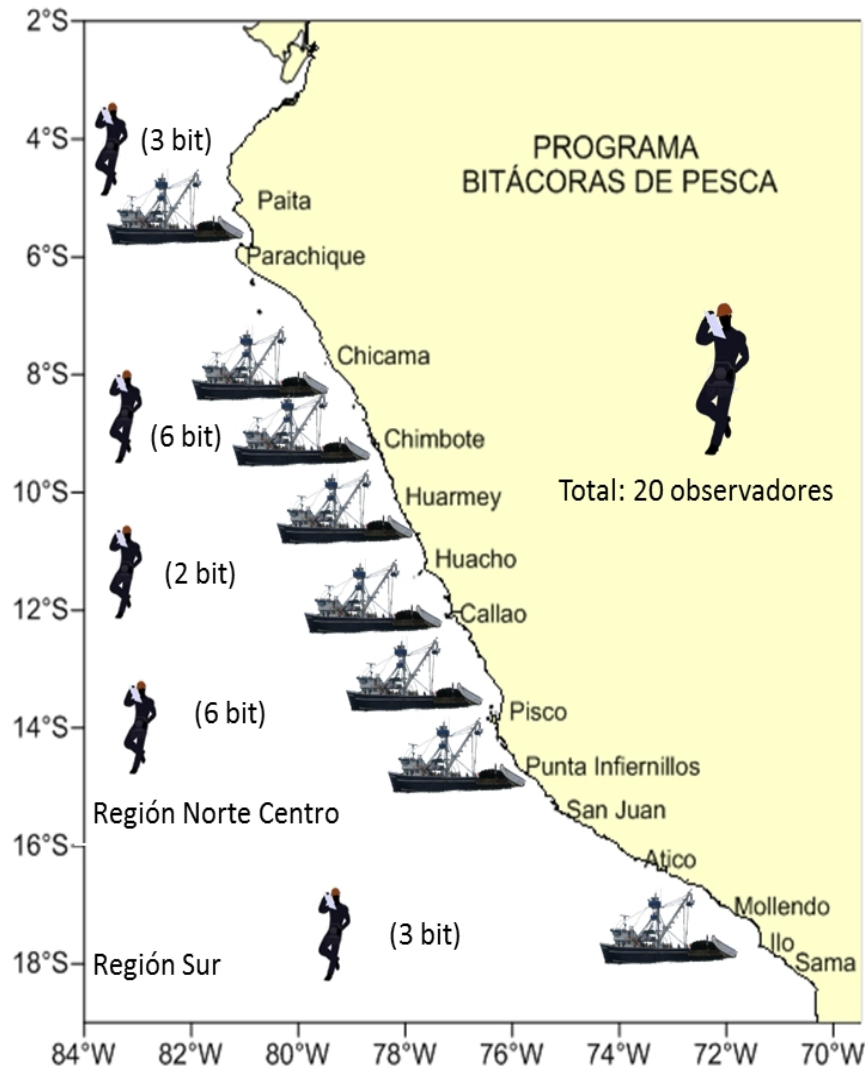 2°S
4°S
6°S
8°S
10°S
12°S
14°S
16°S
18°S
(3 bit)
PROGRAMA
BITÁCORAS DE PESCA
Paita
Parachique
Chicama
(6 bit)
Chimbote
Huarmey
Total: 20 observadores
Huacho
(2 bit)
Callao
(6 bit)
Pisco
Punta Infiernillos
Región Norte Centro
San Juan
Atico
Mollendo
(3 bit)
Ilo
Región Sur
Sama
84°W
82°W
80°W
78°W
76°W
74°W
72°W
70°W